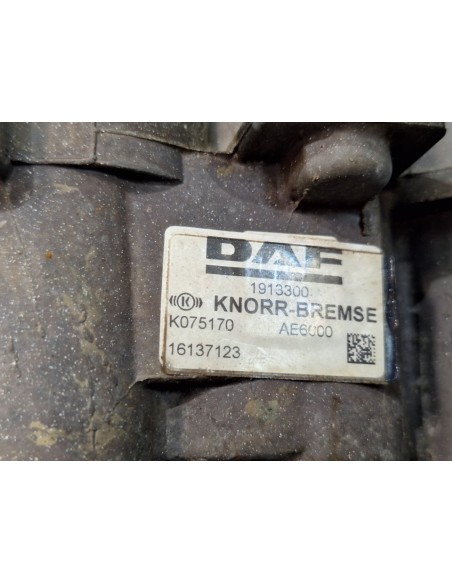 DAF
1913300
KNORR-BREMSE
K075170 AE6000
16137123